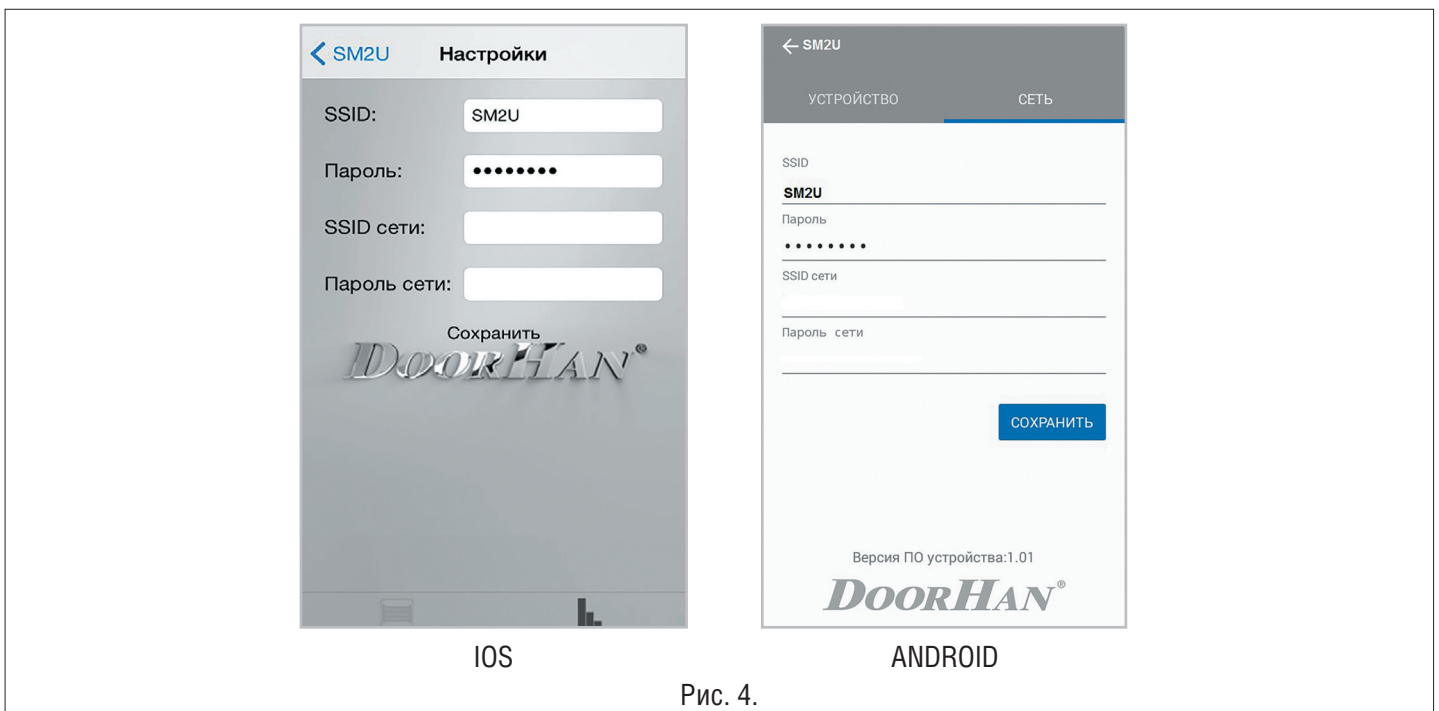 SM2U Настройки
SSID: SM2U
Пароль: ••••••••
SSID сети:
Пароль сети:
Сохранить
DOORHAN®
IOS
SM2U
УСТРОЙСТВО СЕТЬ
SSID
SM2U
Пароль
••••••••
SSID сети
Пароль сети
СОХРАНИТЬ
Версия ПО устройства:1.01
DOORHAN®
ANDROID
Рис. 4.